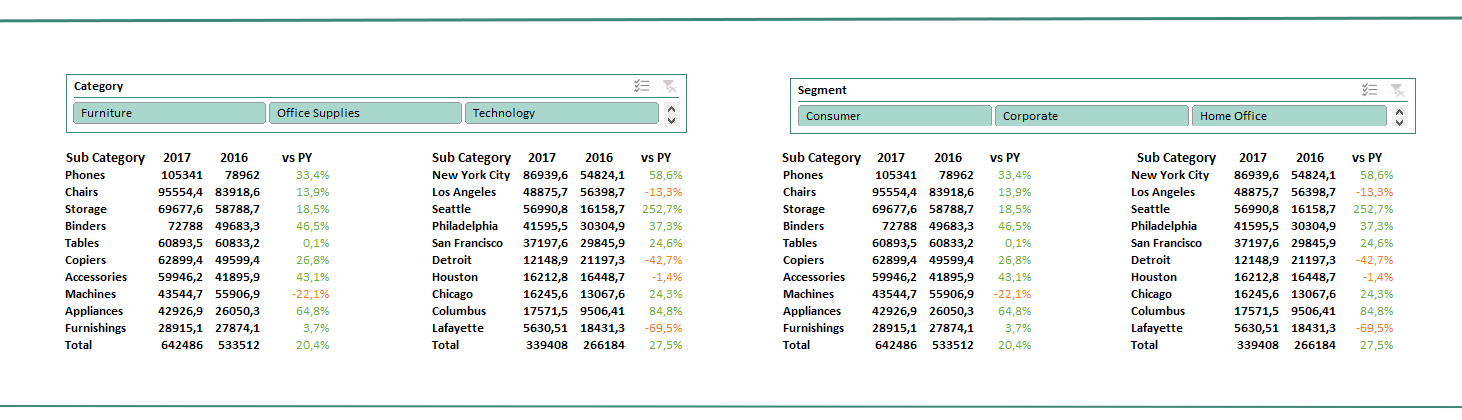 Category
Furniture Office Supplies Technology
Segment
Consumer Corporate Home Office
Sub Category 2017 2016 vs PY
Phones 105341 78962 33,4%
Chairs 95554,4 83918,6 13,9%
Storage 69677,6 58788,7 18,5%
Binders 72788 49683,3 46,5%
Tables 60893,5 60833,2 0,1%
Copiers 62899,4 49599,4 26,8%
Accessories 59946,2 41895,9 43,1%
Machines 43544,7 55906,9 -22,1%
Appliances 42926,9 26050,3 64,8%
Furnishings 28915,1 27874,1 3,7%
Total 642486 533512 20,4%
Sub Category 2017 2016 vs PY
New York City 86939,6 54824,1 58,6%
Los Angeles 48875,7 56398,7 -13,3%
Seattle 56990,8 16158,7 252,7%
Philadelphia 41595,5 30304,9 37,3%
San Francisco 37197,6 29845,9 24,6%
Detroit 12148,9 21197,3 -42,7%
Houston 16212,8 16448,7 -1,4%
Chicago 16245,6 13067,6 24,3%
Columbus 17571,5 9506,41 84,8%
Lafayette 5630,51 18431,3 -69,5%
Total 339408 266184 27,5%
Sub Category 2017 2016 vs PY
Phones 105341 78962 33,4%
Chairs 95554,4 83918,6 13,9%
Storage 69677,6 58788,7 18,5%
Binders 72788 49683,3 46,5%
Tables 60893,5 60833,2 0,1%
Copiers 62899,4 49599,4 26,8%
Accessories 59946,2 41895,9 43,1%
Machines 43544,7 55906,9 -22,1%
Appliances 42926,9 26050,3 64,8%
Furnishings 28915,1 27874,1 3,7%
Total 642486 533512 20,4%
Sub Category 2017 2016 vs PY
New York City 86939,6 54824,1 58,6%
Los Angeles 48875,7 56398,7 -13,3%
Seattle 56990,8 16158,7 252,7%
Philadelphia 41595,5 30304,9 37,3%
San Francisco 37197,6 29845,9 24,6%
Detroit 12148,9 21197,3 -42,7%
Houston 16212,8 16448,7 -1,4%
Chicago 16245,6 13067,6 24,3%
Columbus 17571,5 9506,41 84,8%
Lafayette 5630,51 18431,3 -69,5%
Total 339408 266184 27,5%